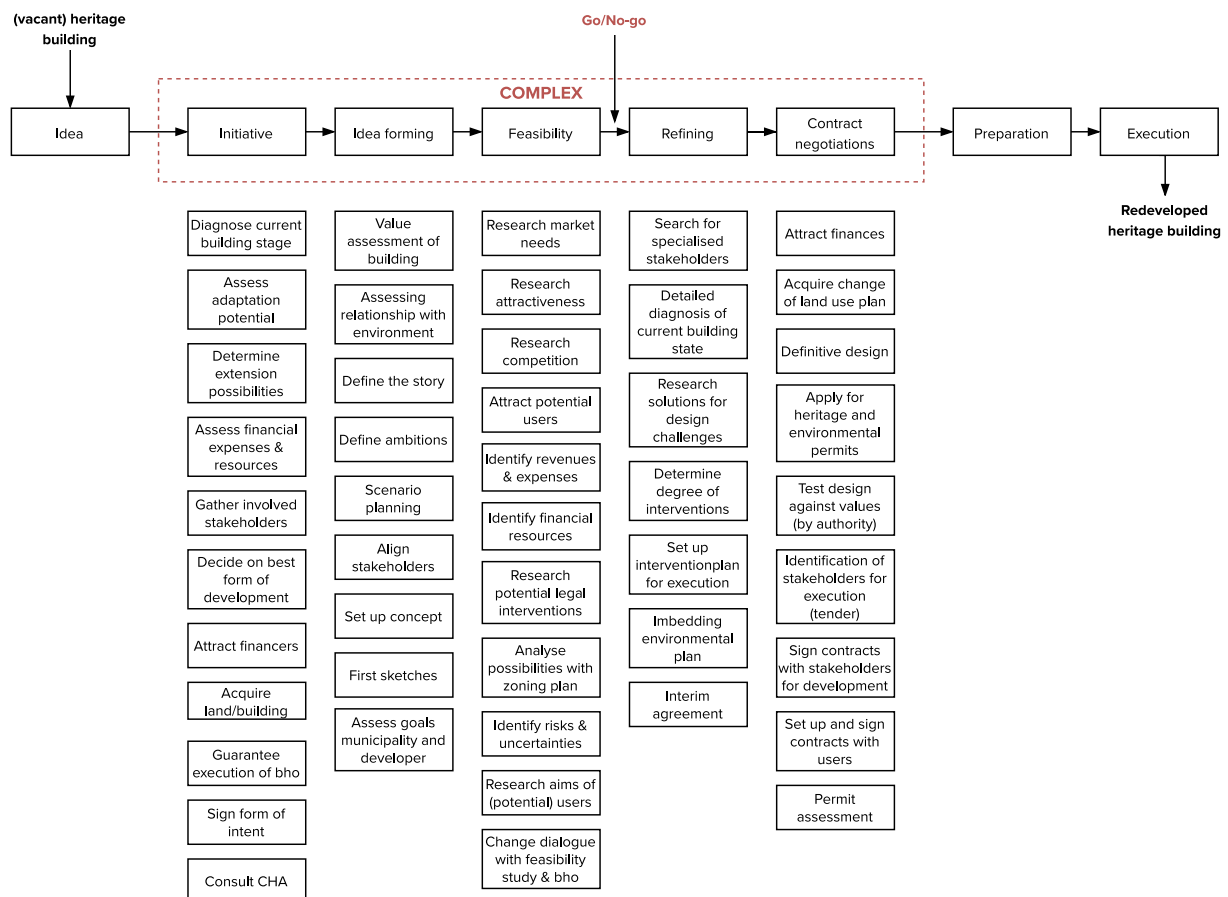 (vacant) heritage
building
Go/No-go
COMPLEX
Idea
Initiative
Idea forming
Feasibility
Refining
Contract
negotiations
Preparation
Execution
Redeveloped
heritage building
Diagnose current
building stage
Assess
adaptation
potential
Determine
extension
possibilities
Assess financial
expenses &
resources
Gather involved
stakeholders
Decide on best
form of
development
Attract financers
Acquire
land/building
Guarantee
execution of bho
Sign form of
intent
Consult CHA
Value
assessment of
building
Assessing
relationship with
environment
Define the story
Define ambitions
Scenario
planning
Align
stakeholders
Set up concept
First sketches
Assess goals
municipality and
developer
Research market
needs
Research
attractiveness
Research
competition
Attract potential
users
Identify revenues
& expenses
Identify financial
resources
Research
potential legal
interventions
Analyse
possibilities with
zoning plan
Identify risks &
uncertainties
Research aims of
(potential) users
Change dialogue
with feasibility
study & bho
Search for
specialised
stakeholders
Detailed
diagnosis of
current building
state
Research
solutions for
design
challenges
Determine
degree of
interventions
Set up
interventionplan
for execution
Imbedding
environmental
plan
Interim
agreement
Attract finances
Acquire change
of land use plan
Definitive design
Apply for
heritage and
environmental
permits
Test design
against values
(by authority)
Identification of
stakeholders for
execution
(tender)
Sign contracts
with stakeholders
for development
Set up and sign
contracts with
users
Permit
assessment